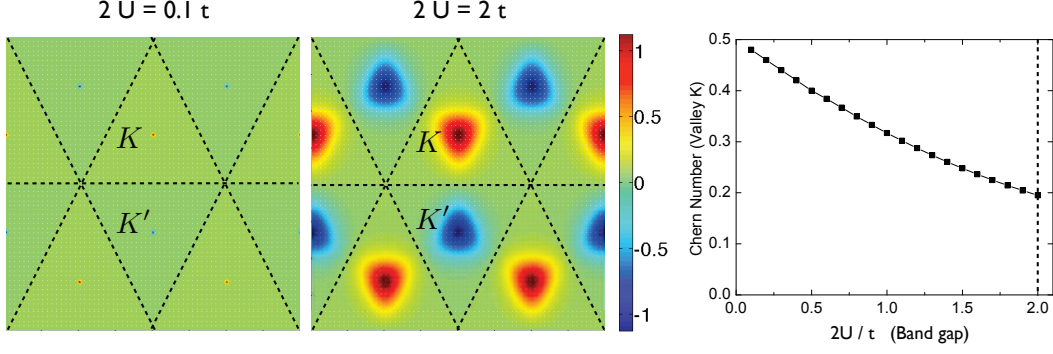 2 U = 0.1 t
2 U = 2 t
K
K'
K
K'
1
0.5
0
-0.5
-1
Chern Number (Valley K)
0.5
0.4
0.3
0.2
0.1
0.0
0.0 0.5 1.0 1.5 2.0
2U / t (Band gap)